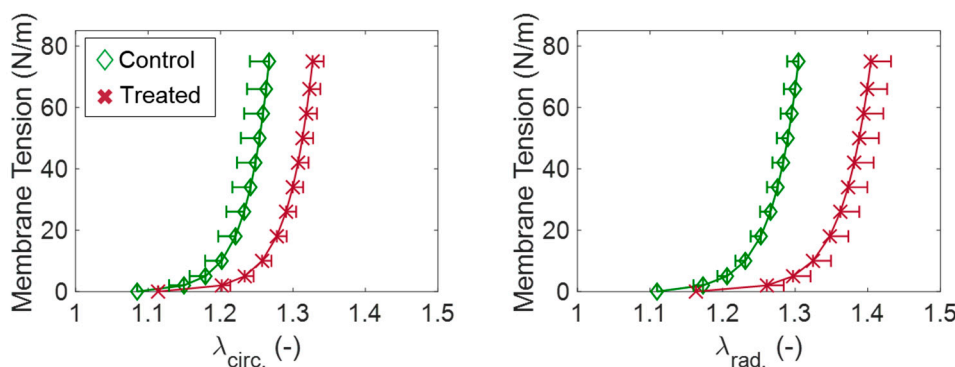 Membrane Tension (N/m)
80
60
40
20
0
Control
Treated
1 1.1 1.2 1.3 1.4 1.5
λcirc. (-)
Membrane Tension (N/m)
80
60
40
20
0
1 1.1 1.2 1.3 1.4 1.5
λrad. (-)